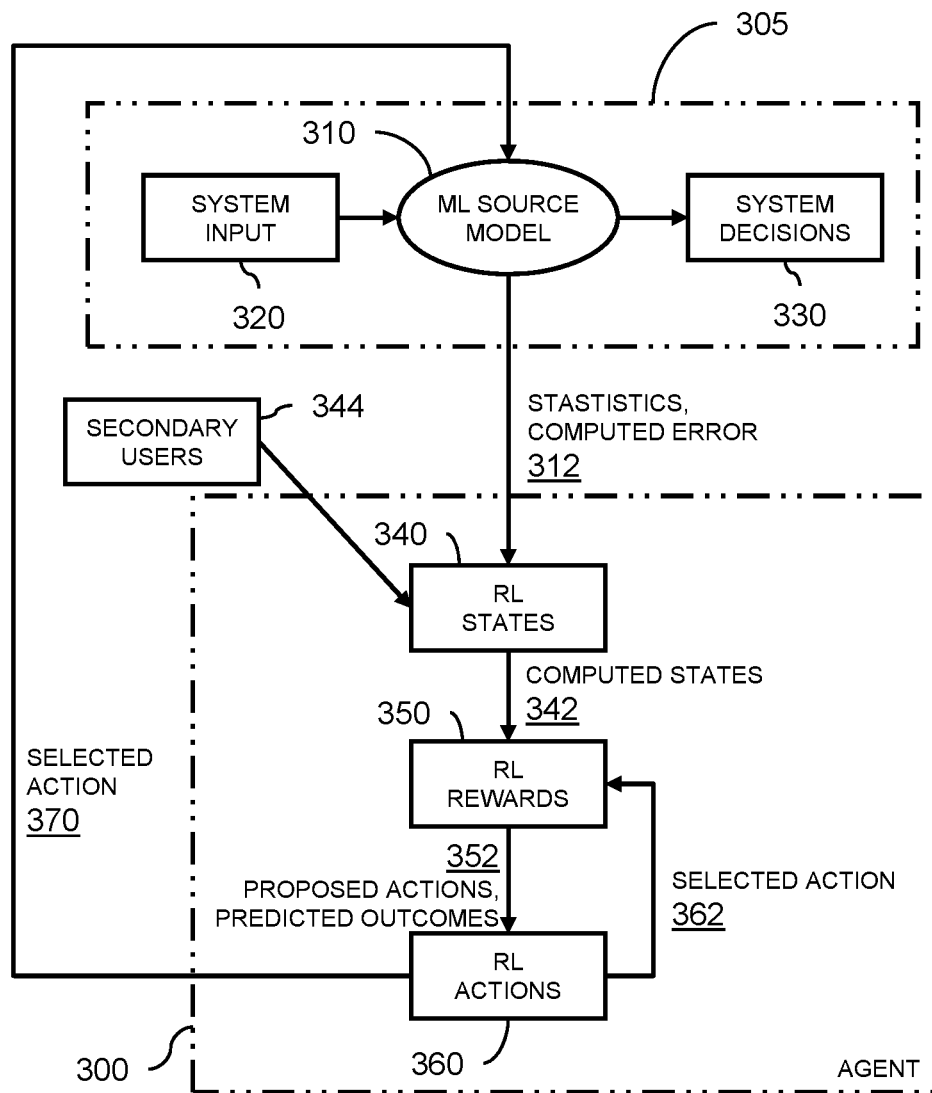 305
310
SYSTEM
INPUT
ML SOURCE
MODEL
SYSTEM
DECISIONS
320
330
SECONDARY
USERS
344
STASTISTICS,
COMPUTED ERROR
312
340
RL
STATES
COMPUTED STATES
342
350
RL
REWARDS
SELECTED
ACTION
370
352
PROPOSED ACTIONS,
PREDICTED OUTCOMES
SELECTED ACTION
362
RL
ACTIONS
300
360
AGENT